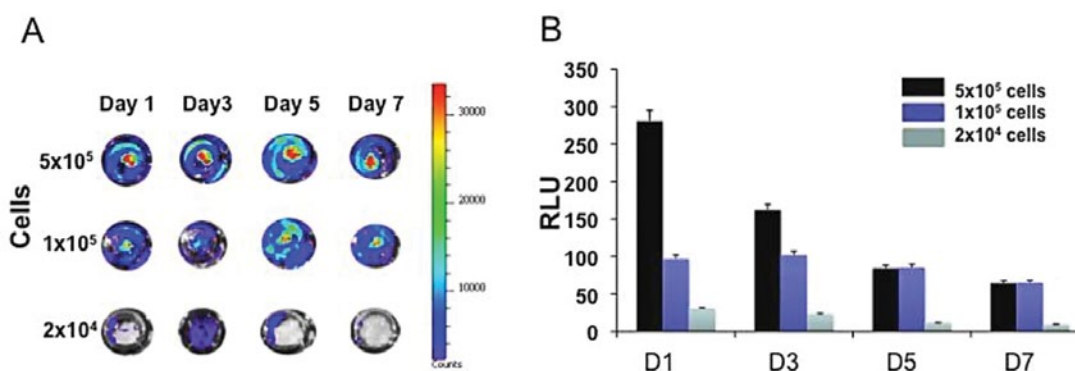 A
Day 1 Day3 Day 5 Day 7
Cells
5x10⁵
1x10⁵
2x10⁴
30000
20000
10000
Counts
B
RLU
350
300
250
200
150
100
50
0
D1 D3 D5 D7
5x10⁵ cells
1x10⁵ cells
2x10⁴ cells